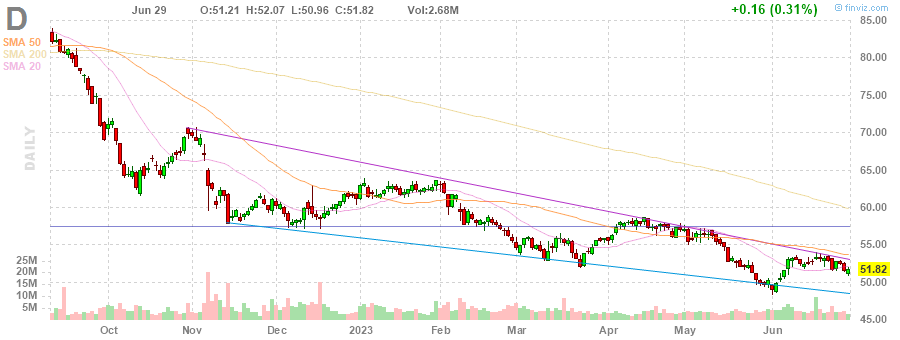 D Jun 29 O:51.21 H:52.07 L:50.96 C:51.82 Vol:2.68M +0.16 (0.31%) © finviz.com
SMA 50
SMA 200
SMA 20
DAILY
85.00
80.00
75.00
70.00
65.00
60.00
55.00
51.82
50.00
45.00
25M
20M
15M
10M
5M
Oct Nov Dec 2023 Feb Mar Apr May Jun